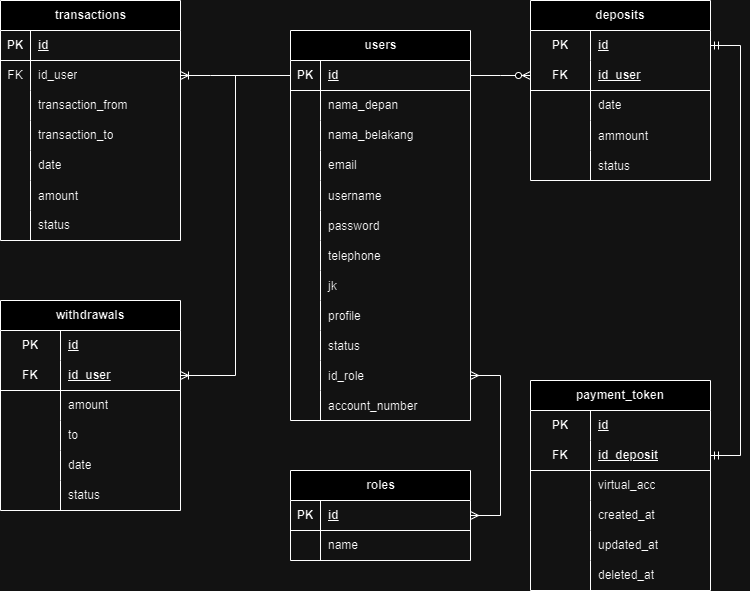 transactions
PK id
FK id_user
transaction_from
transaction_to
date
amount
status
users
PK id
nama_depan
nama_belakang
email
username
password
telephone
jk
profile
status
id_role
account_number
deposits
PK id
FK id_user
date
ammount
status
withdrawals
PK id
FK id_user
amount
to
date
status
roles
PK id
name
payment_token
PK id
FK id_deposit
virtual_acc
created_at
updated_at
deleted_at